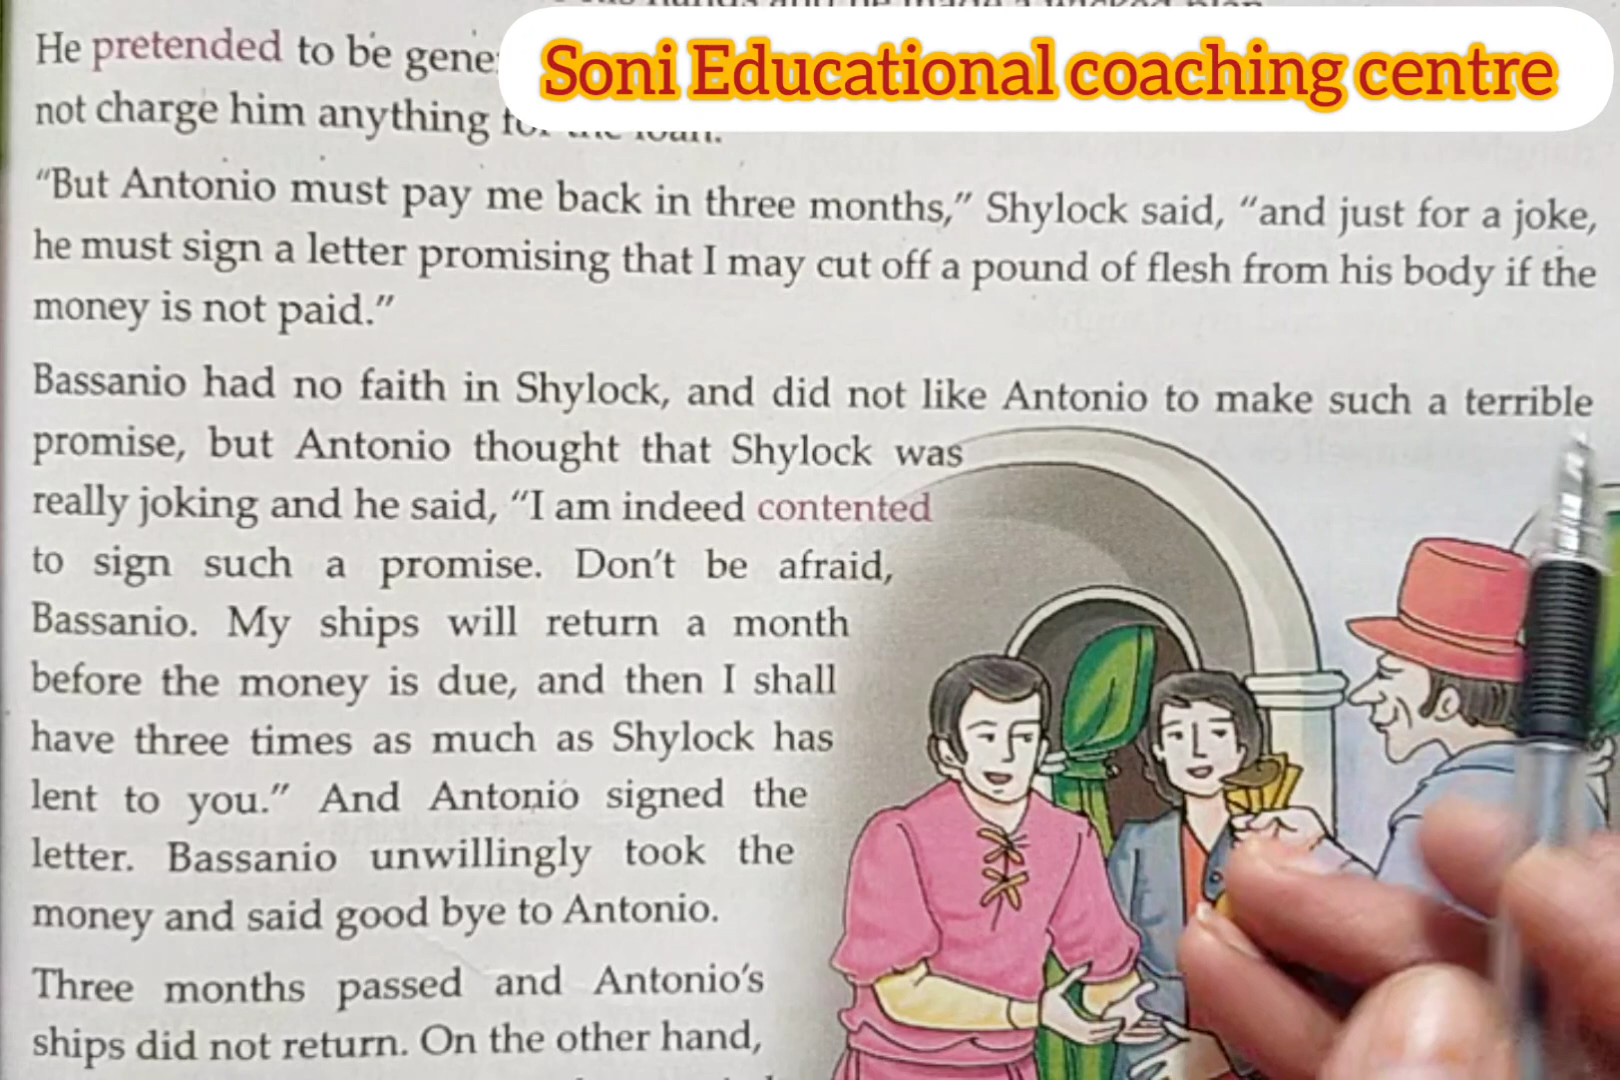 Soni Educational coaching centre
He pretended to be gene
not charge him anything for the loan.
“But Antonio must pay me back in three months,” Shylock said, “and just for a joke,
he must sign a letter promising that I may cut off a pound of flesh from his body if the
money is not paid.”
Bassanio had no faith in Shylock, and did not like Antonio to make such a terrible
promise, but Antonio thought that Shylock was
really joking and he said, “I am indeed contented
to sign such a promise. Don’t be afraid,
Bassanio. My ships will return a month
before the money is due, and then I shall
have three times as much as Shylock has
lent to you.” And Antonio signed the
letter. Bassanio unwillingly took the
money and said good bye to Antonio.
Three months passed and Antonio’s
ships did not return. On the other hand,